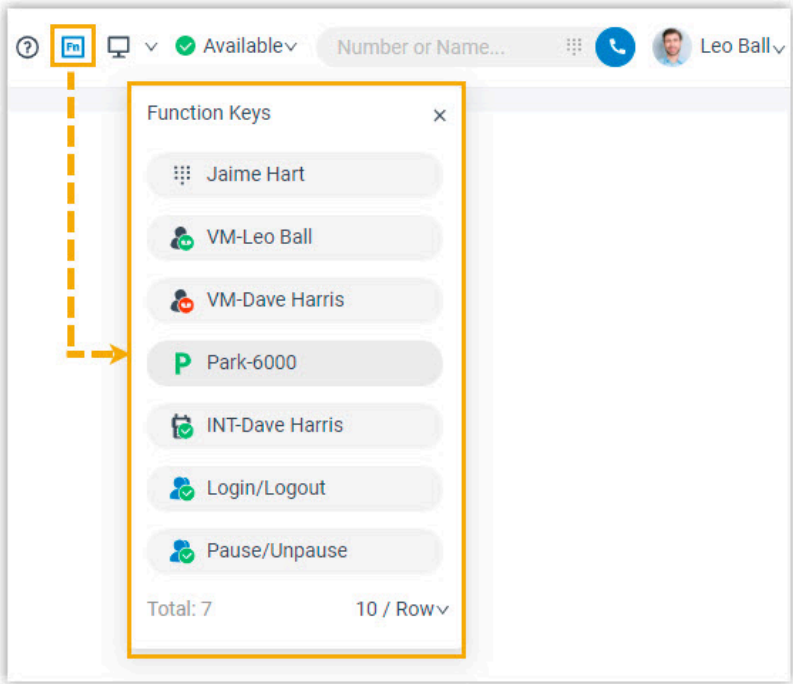 Fn
Available
Number or Name...
Leo Ball
Function Keys
Jaime Hart
VM-Leo Ball
VM-Dave Harris
P Park-6000
INT-Dave Harris
Login/Logout
Pause/Unpause
Total: 7
10 / Row